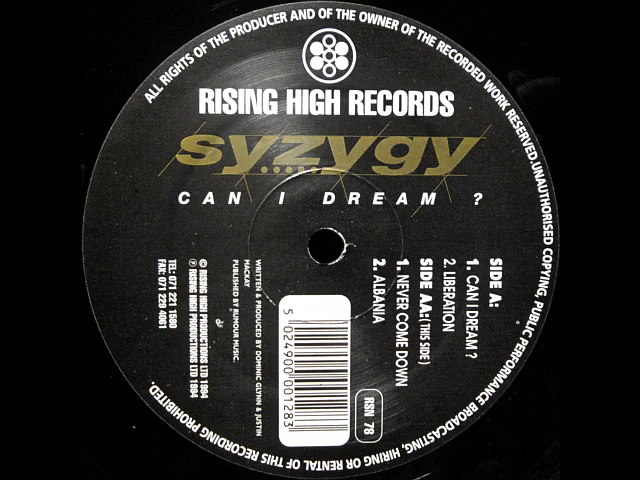 ALL RIGHTS OF THE PRODUCER AND OF THE OWNER OF THE RECORDED WORK RESERVED. UNAUTHORISED COPYING, PUBLIC PERFORMANCE BROADCASTING, HIRING OR RENTAL OF THIS RECORDING PROHIBITED.
RISING HIGH RECORDS
syzygy
CAN I DREAM ?
SIDE A:
1. CAN I DREAM ?
2. LIBERATION
SIDE AA: (THIS SIDE)
1. NEVER COME DOWN
2. ALBANIA
WRITTEN & PRODUCED BY DOMINIC GLYNN & JUSTIN
MACKAY
PUBLISHED BY RUMOUR MUSIC.
© RISING HIGH PRODUCTIONS LTD 1994
℗ RISING HIGH PRODUCTIONS LTD 1994
TEL: 071 221 1580
FAX: 071 229 4061
5 024900 001283
RSN 78